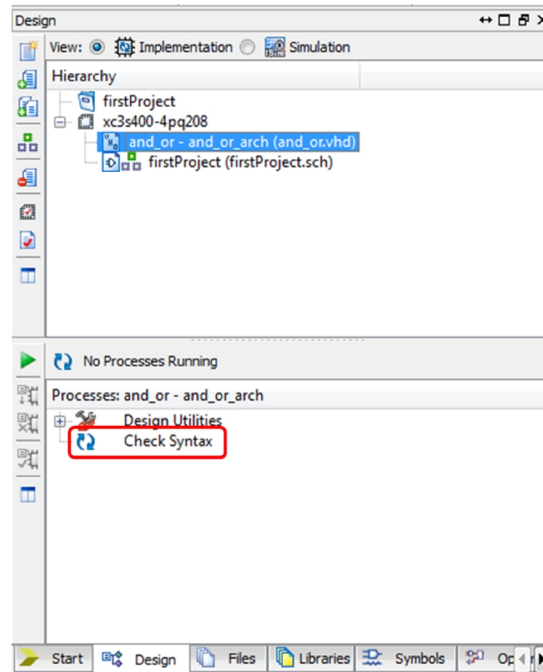 Design
View: Implementation Simulation
Hierarchy
firstProject
xc3s400-4pq208
and_or - and_or_arch (and_or.vhd)
firstProject (firstProject.sch)
No Processes Running
Processes: and_or - and_or_arch
Design Utilities
Check Syntax
Start Design Files Libraries Symbols